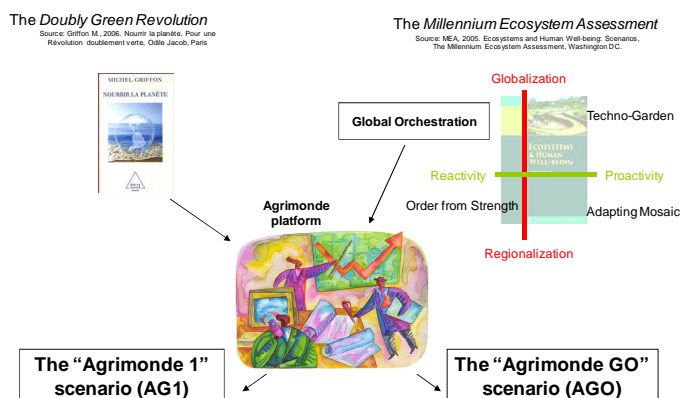 The Doubly Green Revolution
Source: Griffon M., 2006. Nourrir la planète. Pour une
Révolution doublement verte, Odile Jacob, Paris
MICHEL GRIFFON
NOURRIR LA PLANÈTE
The Millennium Ecosystem Assessment
Source: MEA, 2005. Ecosystems and Human Well-being: Scenarios,
The Millennium Ecosystem Assessment, Washington DC.
Globalization
Global Orchestration
Techno-Garden
ECOSYSTEMS
& HUMAN
WELL-BEING
Reactivity
Proactivity
Order from Strength
Adapting Mosaic
Regionalization
Agrimonde
platform
The “Agrimonde 1”
scenario (AG1)
The “Agrimonde GO”
scenario (AGO)